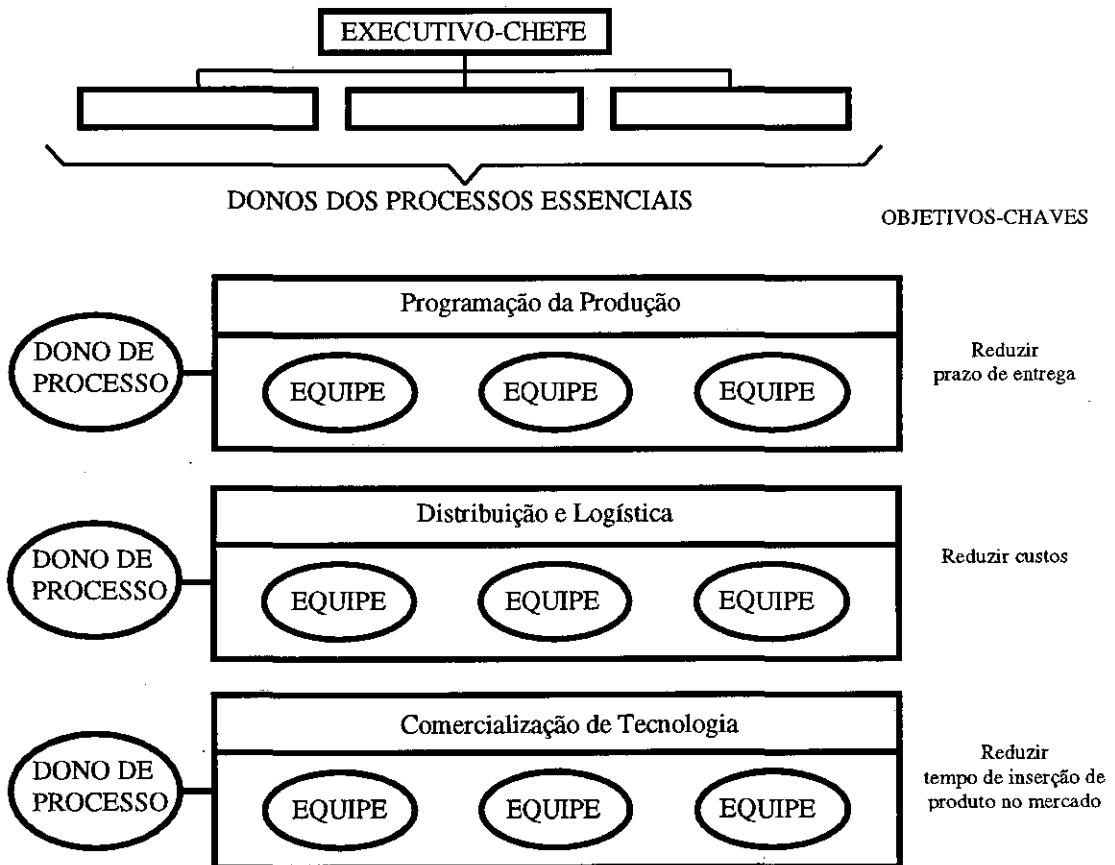 EXECUTIVO-CHEFE
DONOS DOS PROCESSOS ESSENCIAIS
OBJETIVOS-CHAVES
Programação da Produção
DONO DE
PROCESSO
EQUIPE EQUIPE EQUIPE
Reduzir
prazo de entrega
Distribuição e Logística
DONO DE
PROCESSO
EQUIPE EQUIPE EQUIPE
Reduzir custos
Comercialização de Tecnologia
DONO DE
PROCESSO
EQUIPE EQUIPE EQUIPE
Reduzir
tempo de inserção de
produto no mercado